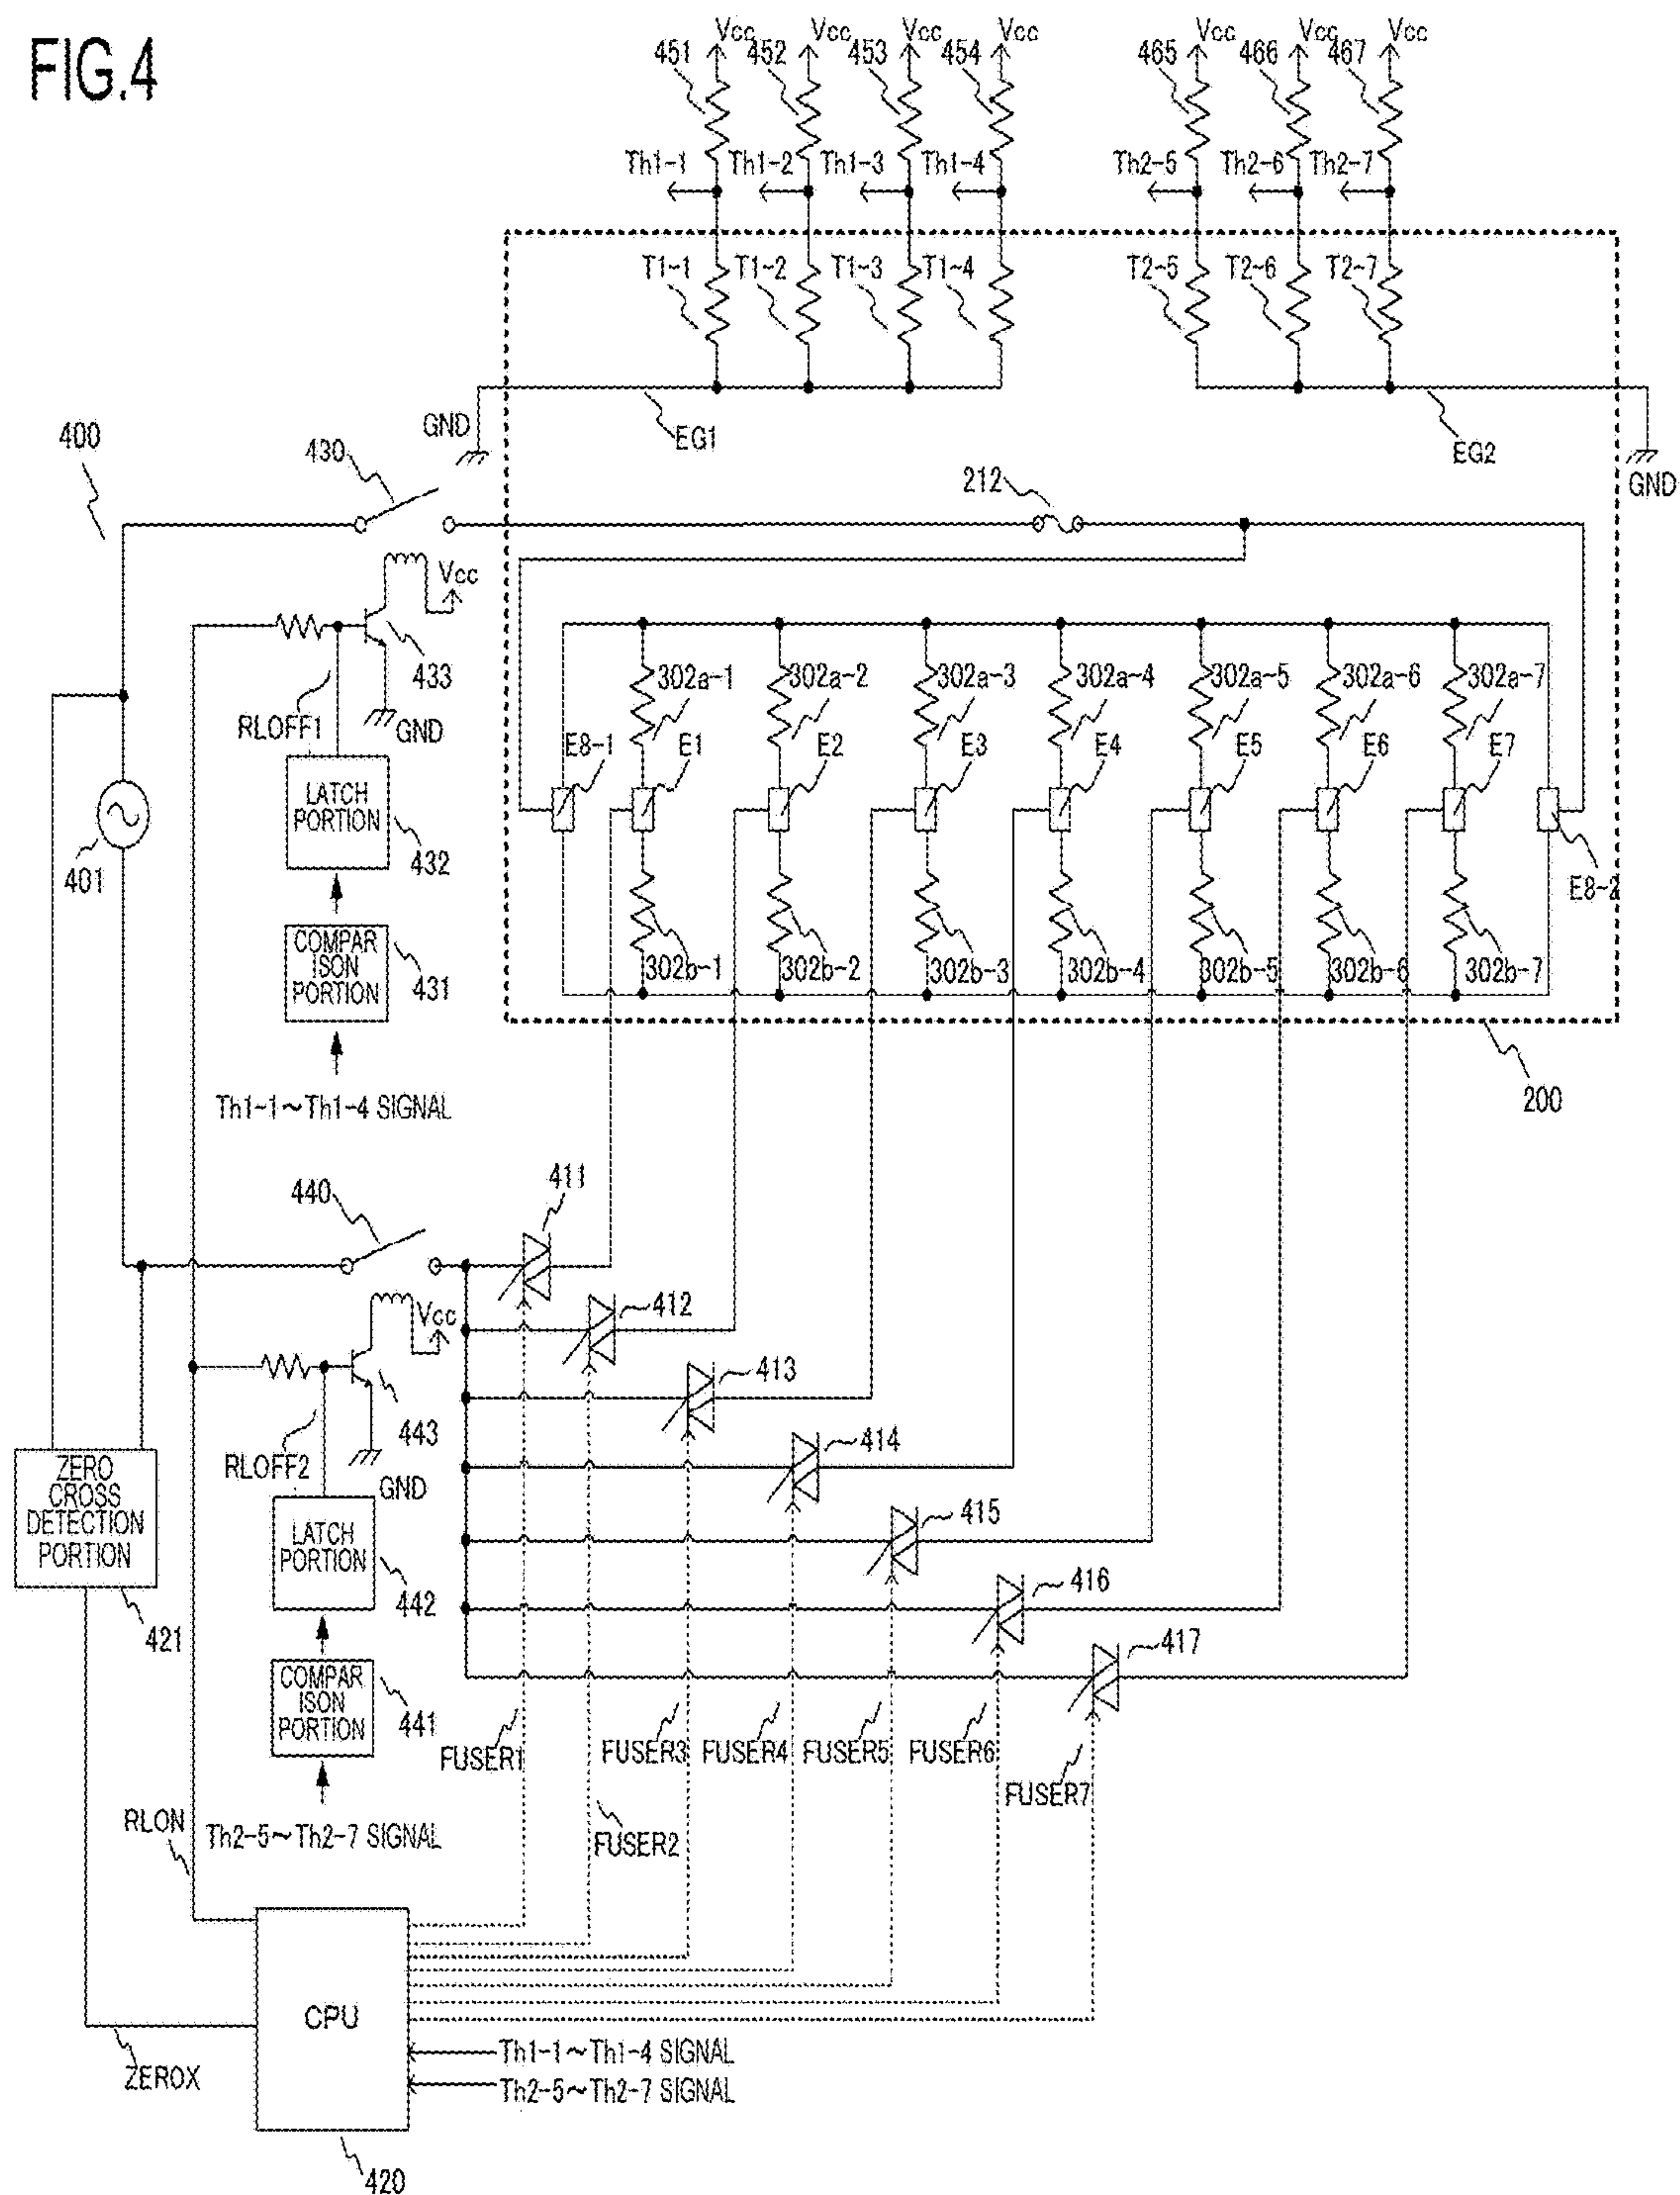 FIG.4
Vcc Vcc Vcc Vcc Vcc Vcc Vcc
451 452 453 454 465 466 467
Th1-1 Th1-2 Th1-3 Th1-4 Th2-5 Th2-6 Th2-7
T1-1 T1-2 T1-3 T1-4 T2-5 T2-6 T2-7
GND EG1 EG2 GND
400 430 212
Vcc
433
RLOFF1 GND
302a-1 302a-2 302a-3 302a-4 302a-5 302a-6 302a-7
E8-1 E1 E2 E3 E4 E5 E6 E7
LATCH
PORTION
432
401
E8-2
COMPAR
ISON
PORTION
431
302b-1 302b-2 302b-3 302b-4 302b-5 302b-6 302b-7
Th1-1~Th1-4 SIGNAL
200
440 411
Vcc
412
413
443
414
RLOFF2
GND
ZERO
CROSS
DETECTION
PORTION
421
LATCH
PORTION
442
415
416
417
COMPAR
ISON
PORTION
441
FUSER1 FUSER3 FUSER4 FUSER5 FUSER6
FUSER7
RLON
Th2-5~Th2-7 SIGNAL
FUSER2
CPU
Th1-1~Th1-4 SIGNAL
ZEROX
Th2-5~Th2-7 SIGNAL
420